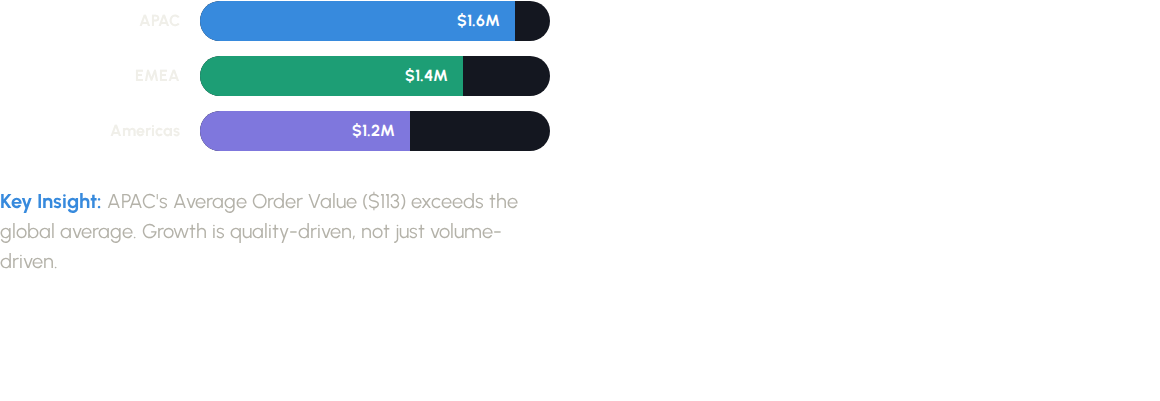 APAC $1.6M
EMEA $1.4M
Americas $1.2M
Key Insight: APAC's Average Order Value ($113) exceeds the
global average. Growth is quality-driven, not just volume-
driven.